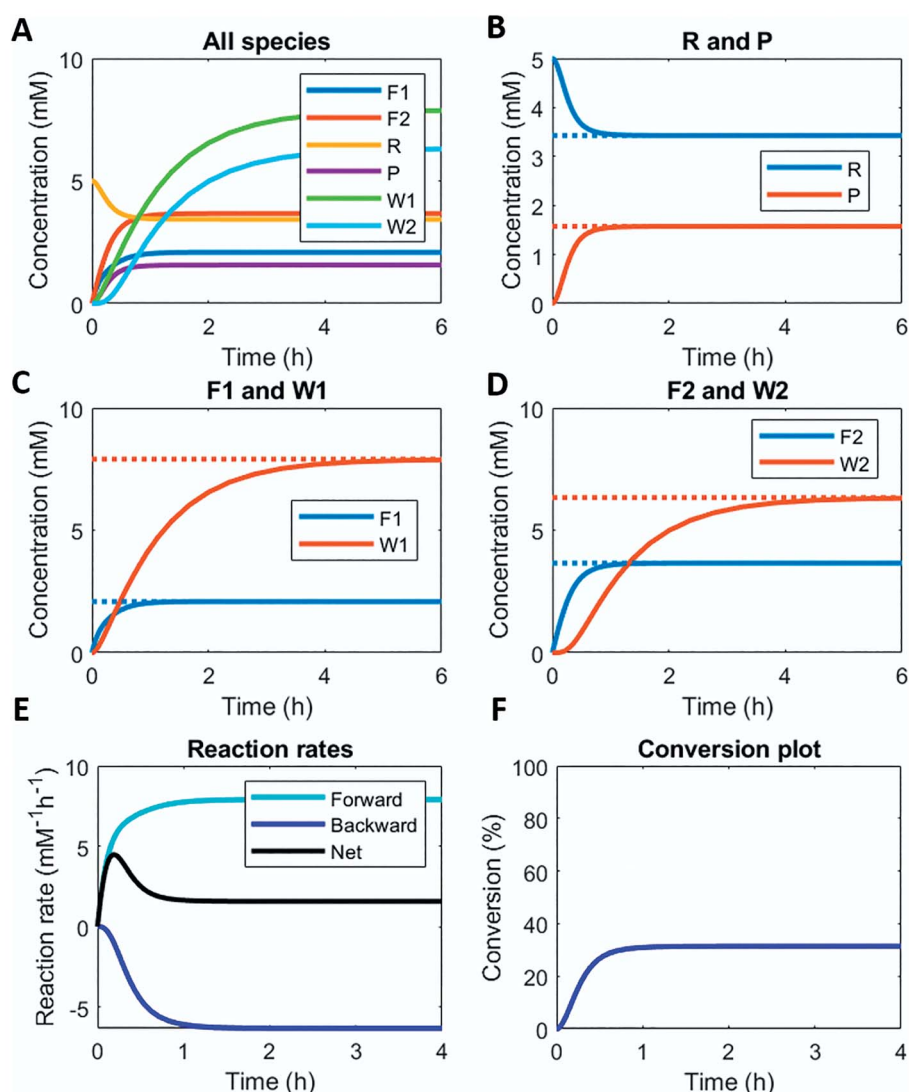 A
All species
Concentration (mM)
10
5
0
0 2 4 6
Time (h)
F1
F2
R
P
W1
W2
B
R and P
Concentration (mM)
5
4
3
2
1
0
0 2 4 6
Time (h)
R
P
C
F1 and W1
Concentration (mM)
10
5
0
0 2 4 6
Time (h)
F1
W1
D
F2 and W2
Concentration (mM)
10
5
0
0 2 4 6
Time (h)
F2
W2
E
Reaction rates
Reaction rate (mM⁻¹h⁻¹)
10
5
0
-5
0 1 2 3 4
Time (h)
Forward
Backward
Net
F
Conversion plot
Conversion (%)
100
80
60
40
20
0
0 1 2 3 4
Time (h)